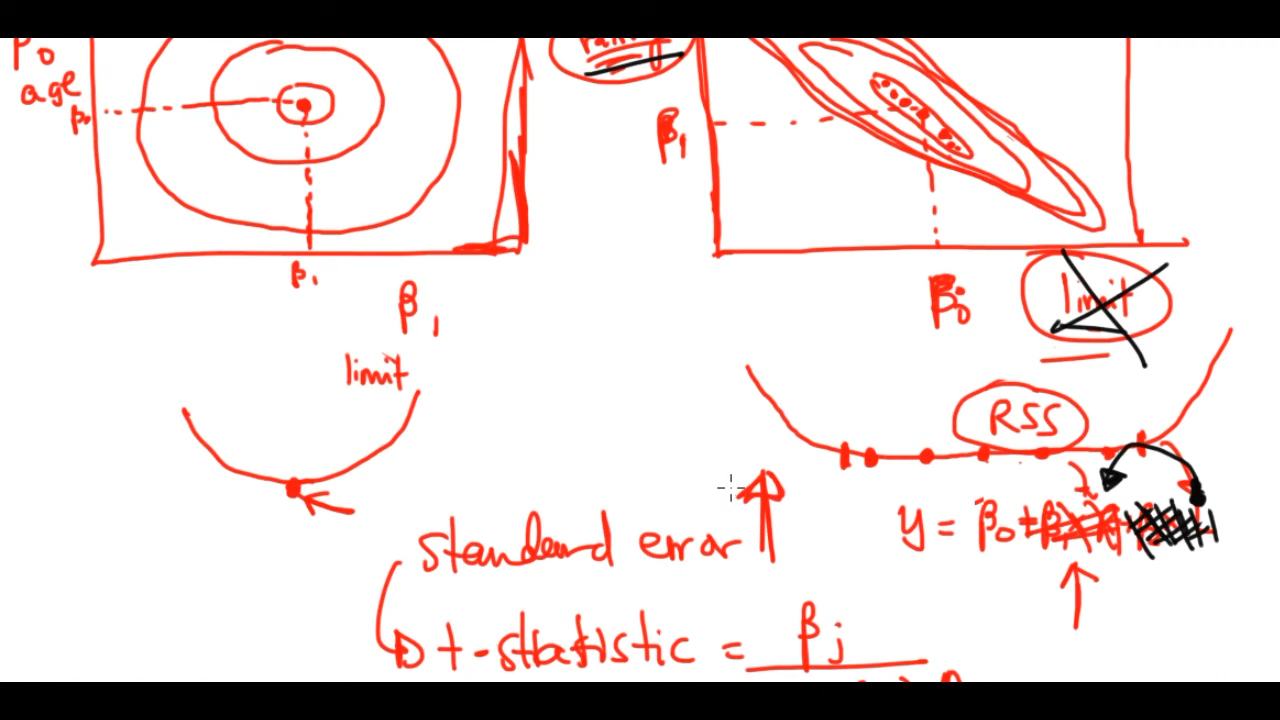 β₀
age
β₀
β₁
β₁
limit
β₁
β₀
limit
RSS
y = β₀ +
standard error ↑
t-statistic = βj